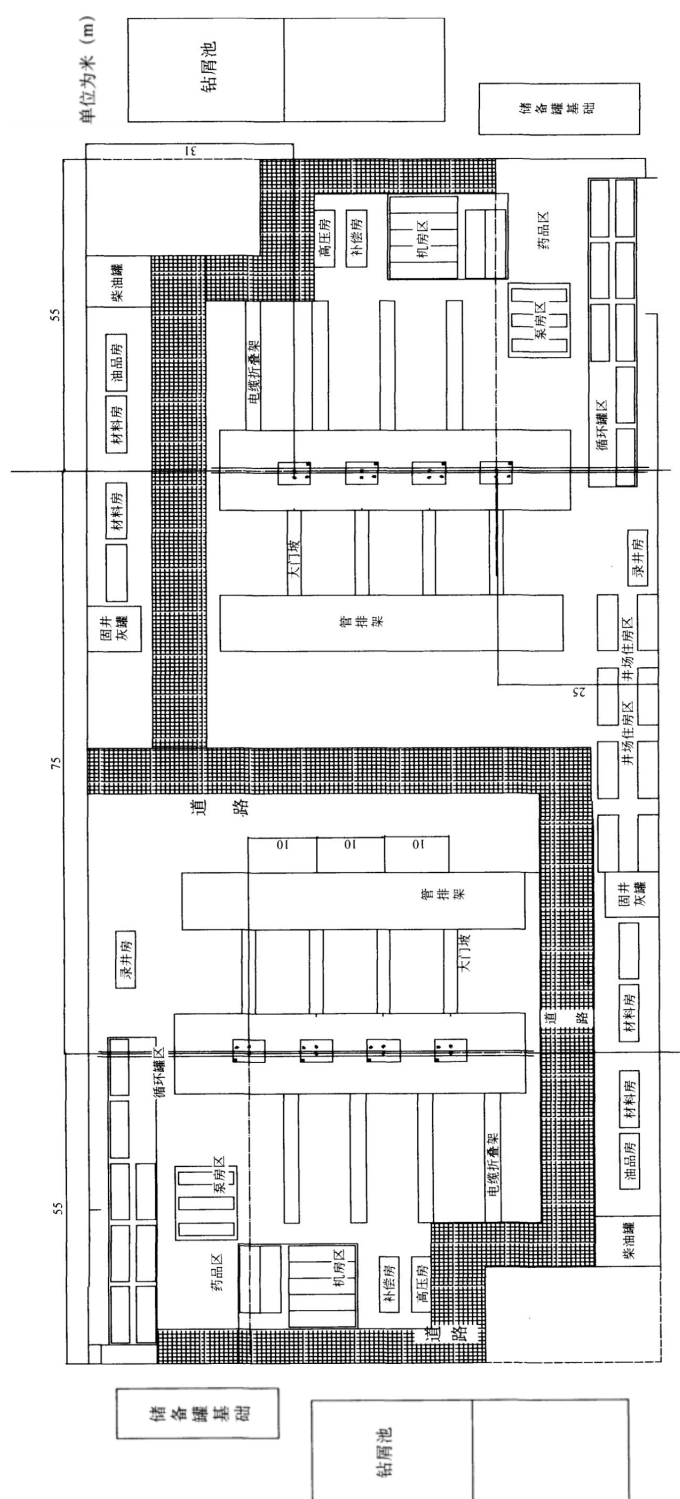 单位为米（m）
钻屑池
储备罐基础
31
55
柴油罐
高压房
补偿房
机房区
药品区
油品房
电缆折叠架
泵房区
材料房
循环罐区
材料房
大门坡
录井房
固井
灰罐
管排架
井场住房区
25
75
道路
井场住房区
10
10
10
管排架
固井
灰罐
录井房
大门坡
道路
材料房
循环罐区
材料房
泵房区
电缆折叠架
油品房
55
药品区
机房区
补偿房
高压房
柴油罐
道路
储备罐基础
钻屑池